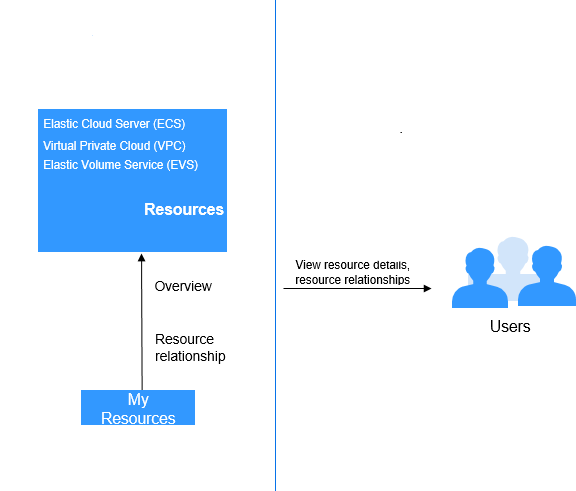 Elastic Cloud Server (ECS)
Virtual Private Cloud (VPC)
Elastic Volume Service (EVS)
Resources
Overview
Resource
relationship
My
Resources
View resource details,
resource relationships
Users